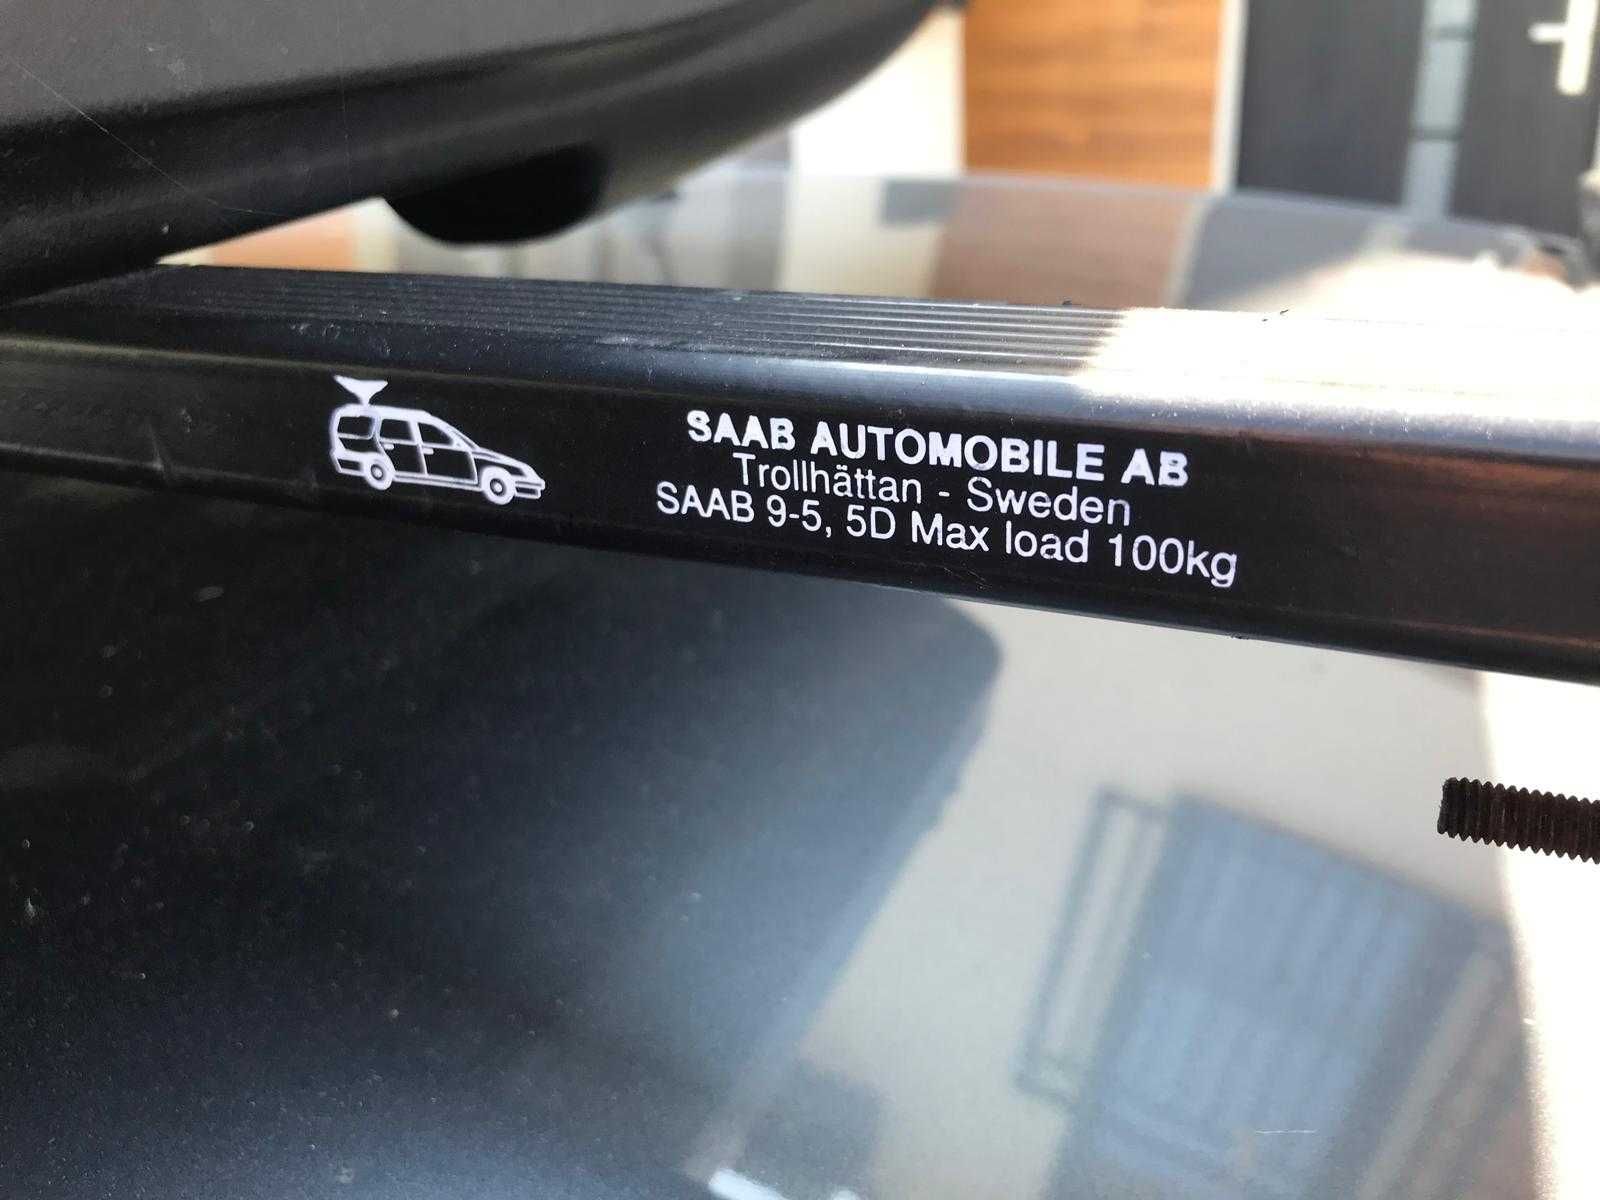 SAAB AUTOMOBILE AB
Trollhättan - Sweden
SAAB 9-5, 5D Max load 100kg